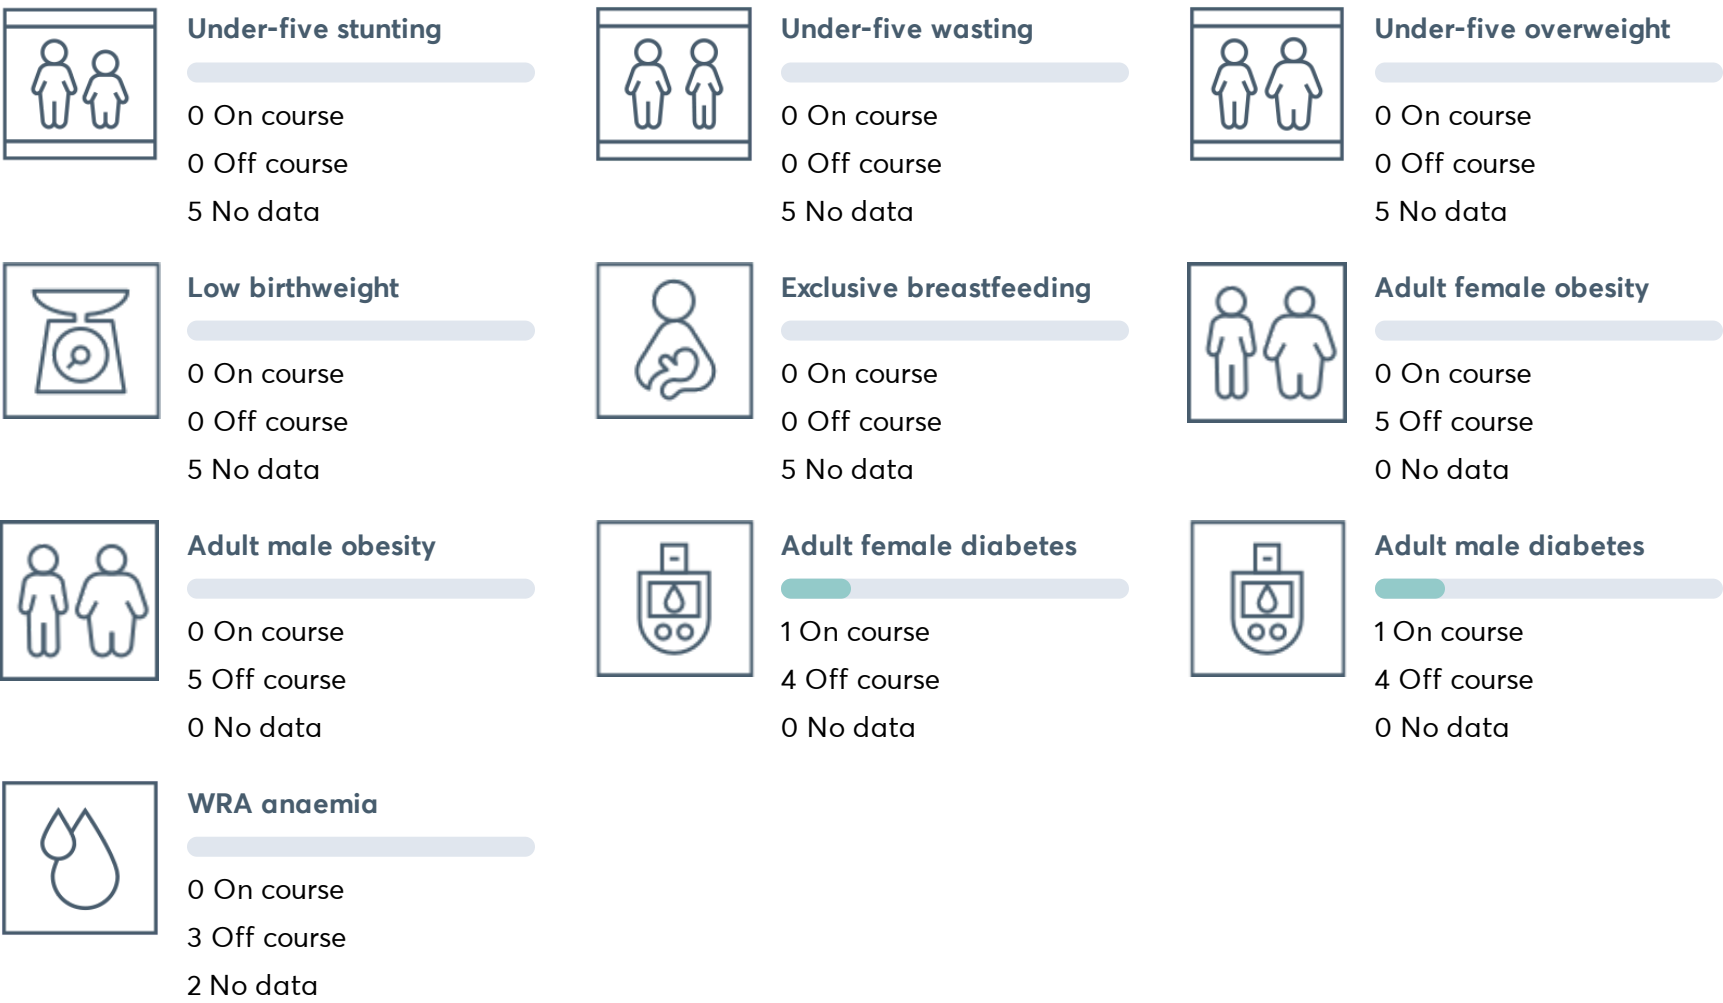 Under-five stunting
0 On course
0 Off course
5 No data
Under-five wasting
0 On course
0 Off course
5 No data
Under-five overweight
0 On course
0 Off course
5 No data
Low birthweight
0 On course
0 Off course
5 No data
Exclusive breastfeeding
0 On course
0 Off course
5 No data
Adult female obesity
0 On course
5 Off course
0 No data
Adult male obesity
0 On course
5 Off course
0 No data
Adult female diabetes
1 On course
4 Off course
0 No data
Adult male diabetes
1 On course
4 Off course
0 No data
WRA anaemia
0 On course
3 Off course
2 No data